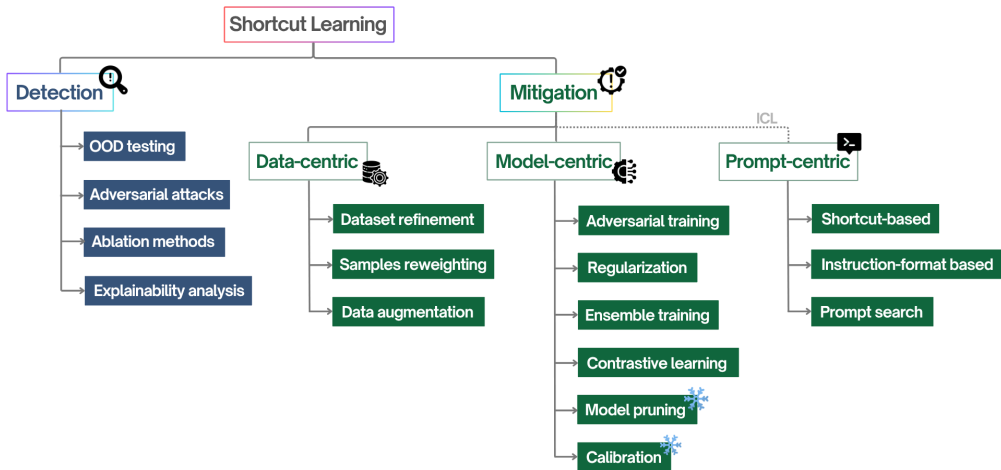 Shortcut Learning
Detection
OOD testing
Adversarial attacks
Ablation methods
Explainability analysis
Mitigation
ICL
Data-centric
Dataset refinement
Samples reweighting
Data augmentation
Model-centric
Adversarial training
Regularization
Ensemble training
Contrastive learning
Model pruning
Calibration
Prompt-centric
Shortcut-based
Instruction-format based
Prompt search